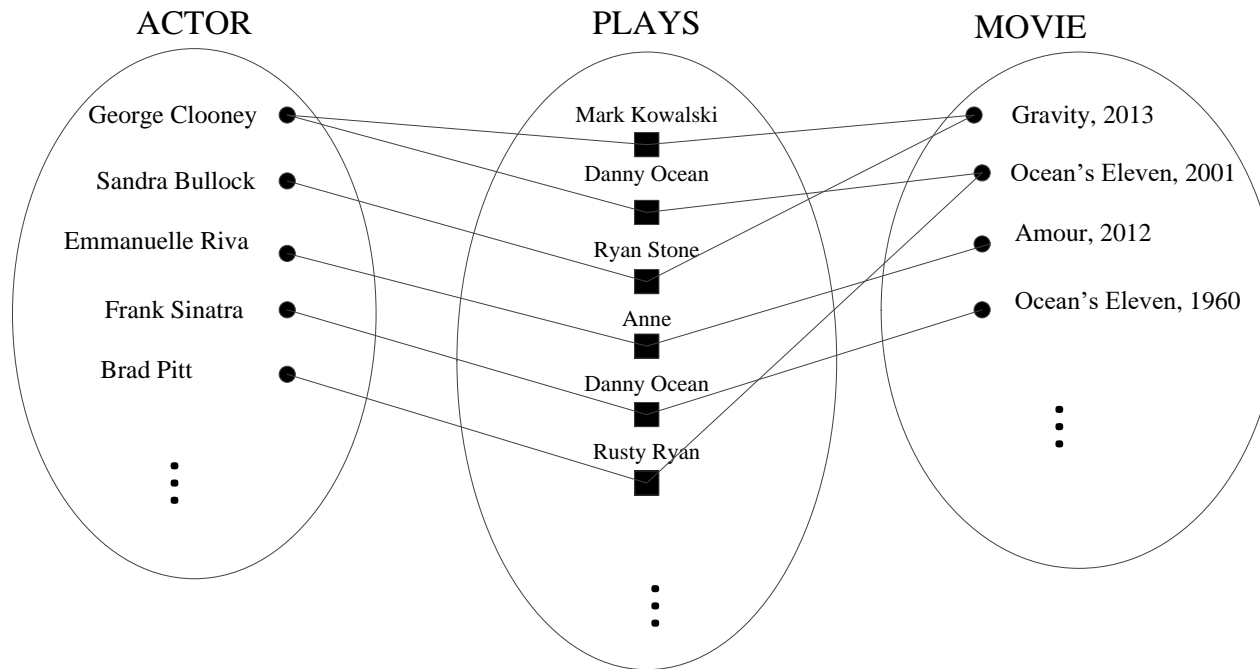 ACTOR
PLAYS
MOVIE
George Clooney
Sandra Bullock
Emmanuelle Riva
Frank Sinatra
Brad Pitt
Mark Kowalski
Danny Ocean
Ryan Stone
Anne
Danny Ocean
Rusty Ryan
Gravity, 2013
Ocean’s Eleven, 2001
Amour, 2012
Ocean’s Eleven, 1960